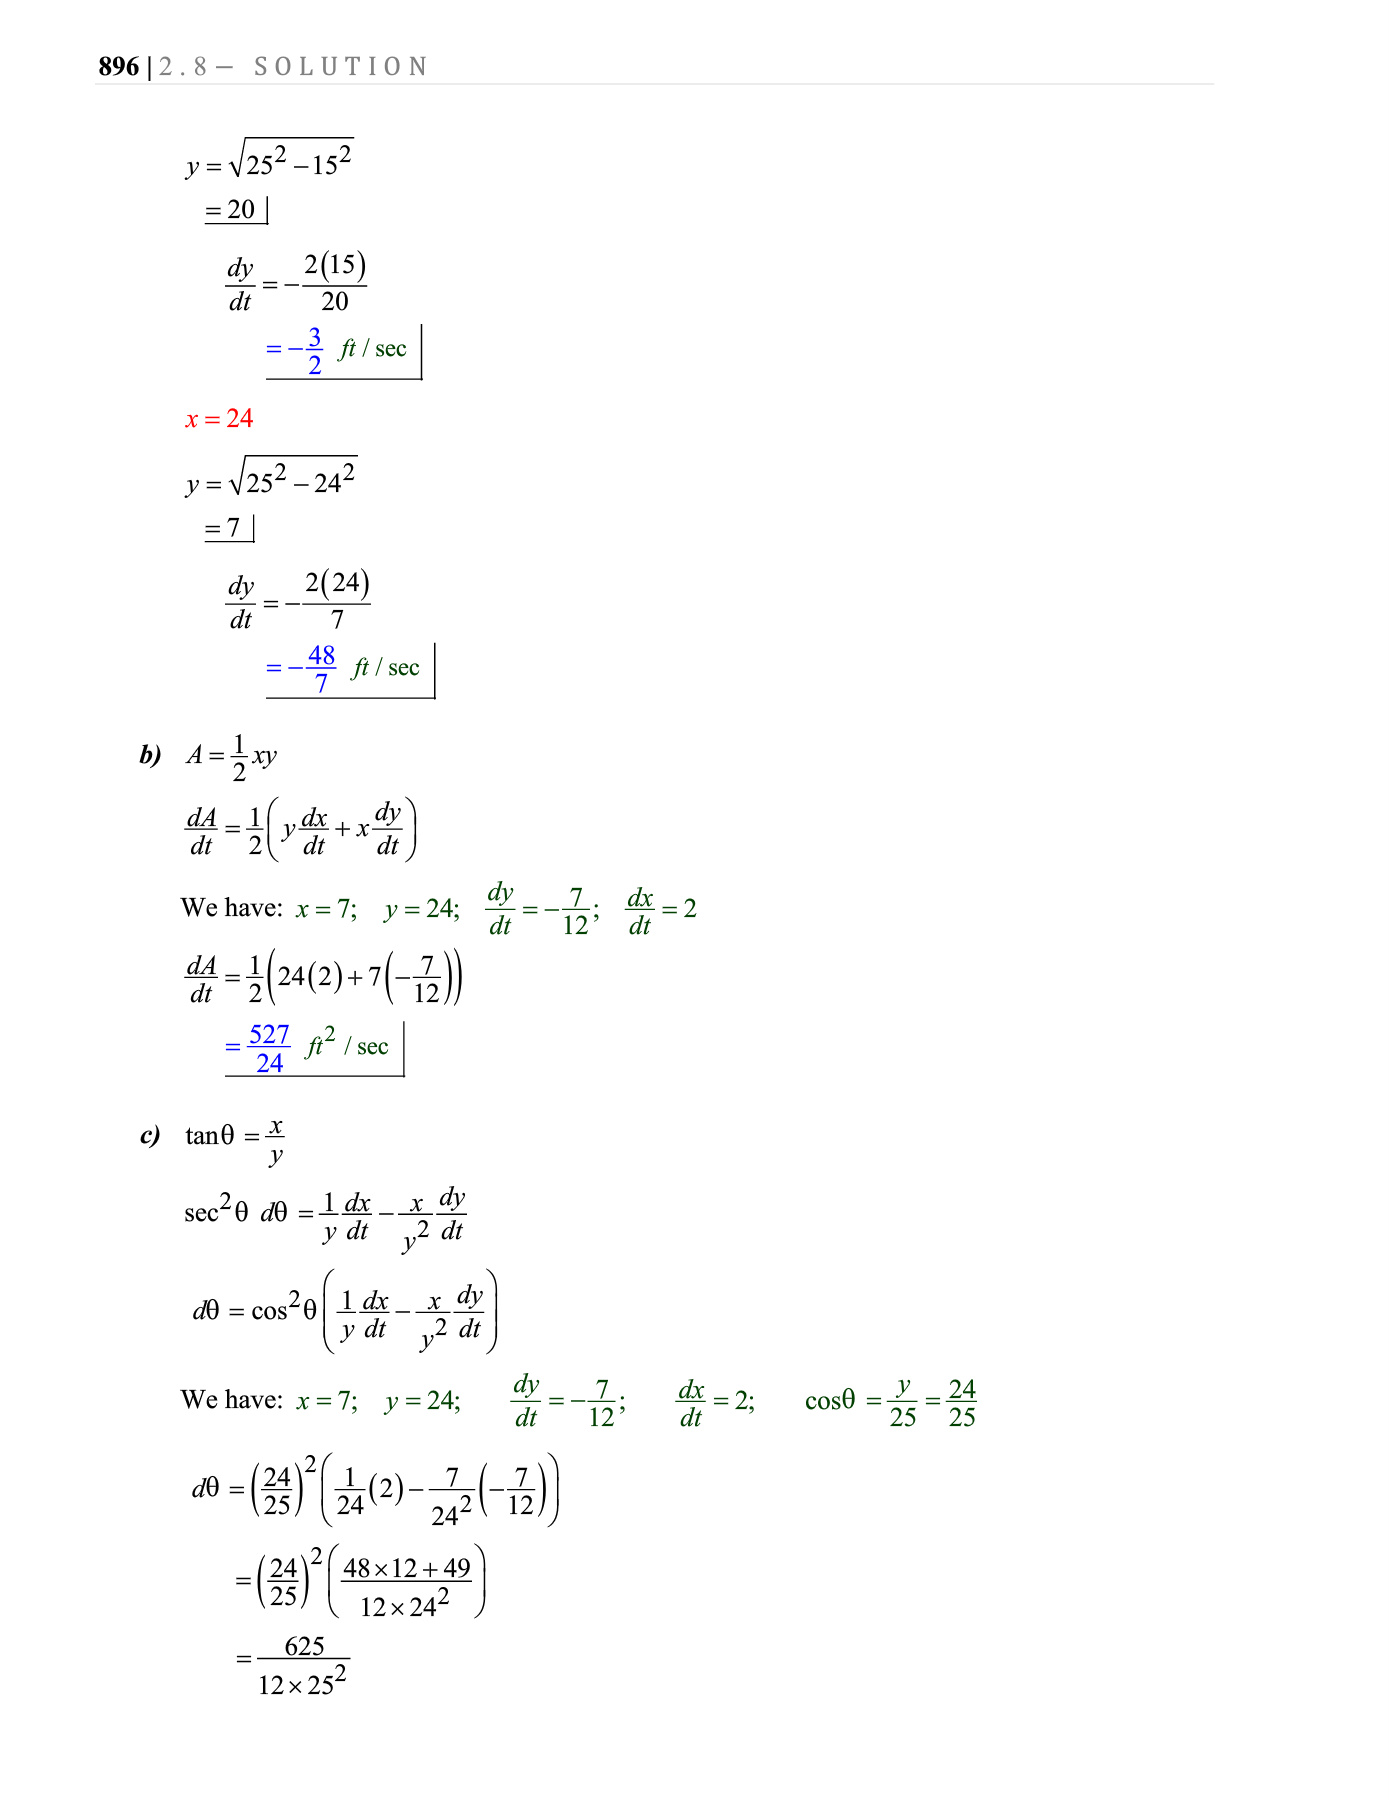 896 | 2.8 – SOLUTION
y = √(25² – 15²)
= 20
dy/dt = – 2(15)/20
= – 3/2 ft / sec
x = 24
y = √(25² – 24²)
= 7
dy/dt = – 2(24)/7
= – 48/7 ft / sec
b) A = 1/2 xy
dA/dt = 1/2 (y dx/dt + x dy/dt)
We have: x = 7; y = 24; dy/dt = – 7/12; dx/dt = 2
dA/dt = 1/2 (24(2) + 7(– 7/12))
= 527/24 ft² / sec
c) tanθ = x/y
sec²θ dθ = 1/y dx/dt – x/y² dy/dt
dθ = cos²θ (1/y dx/dt – x/y² dy/dt)
We have: x = 7; y = 24; dy/dt = – 7/12; dx/dt = 2; cosθ = y/25 = 24/25
dθ = (24/25)² (1/24 (2) – 7/24² (– 7/12))
= (24/25)² ((48×12 + 49)/(12×24²))
= 625/(12×25²)